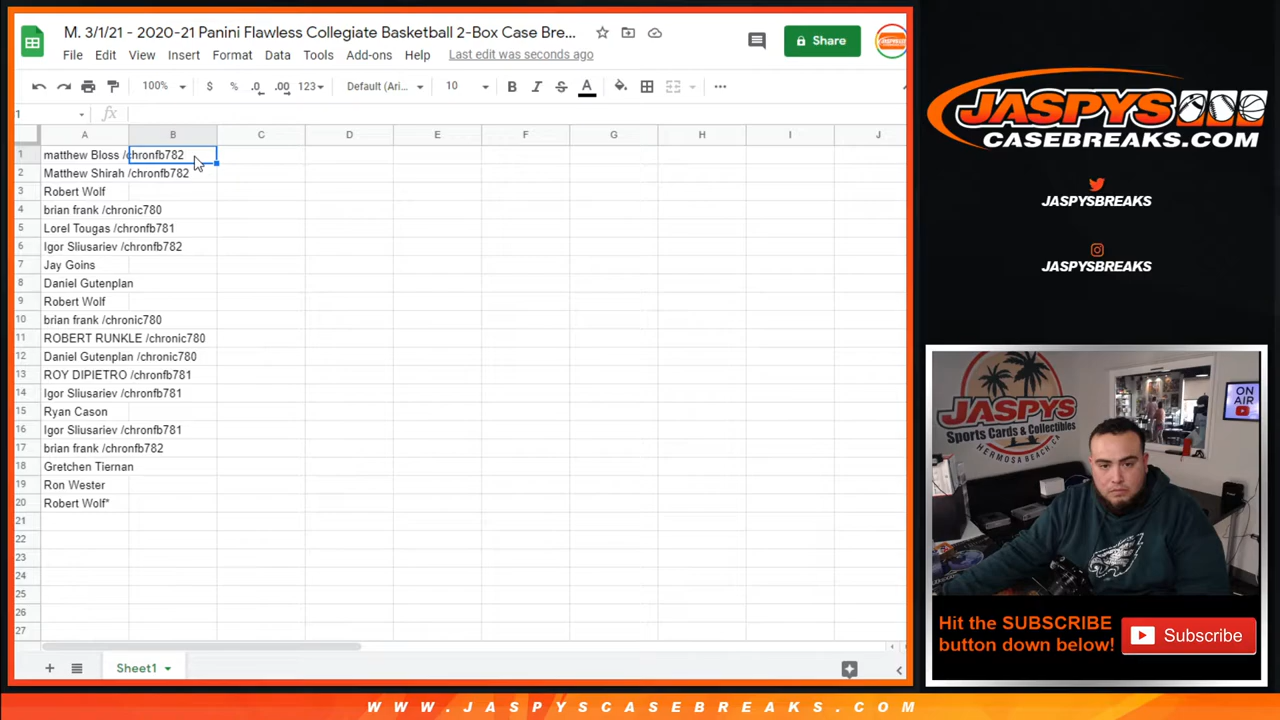 M. 3/1/21 - 2020-21 Panini Flawless Collegiate Basketball 2-Box Case Bre...
Share
File Edit View Insert Format Data Tools Add-ons Help Last edit was seconds ago
100% $ % .0 .00 123 Default (Ari... 10 B I S A
1 fx
A B C D E F G H I J
1 matthew Bloss /chronfb782
2 Matthew Shirah /chronfb782
3 Robert Wolf
4 brian frank /chronic780
5 Lorel Tougas /chronfb781
6 Igor Sliusariev /chronfb782
7 Jay Goins
8 Daniel Gutenplan
9 Robert Wolf
10 brian frank /chronic780
11 ROBERT RUNKLE /chronic780
12 Daniel Gutenplan /chronic780
13 ROY DIPIETRO /chronfb781
14 Igor Sliusariev /chronfb781
15 Ryan Cason
16 Igor Sliusariev /chronfb781
17 brian frank /chronfb782
18 Gretchen Tiernan
19 Ron Wester
20 Robert Wolf*
21
22
23
24
25
26
27
Sheet1
JASPYS
CASEBREAKS.COM
JASPYSBREAKS
JASPYSBREAKS
JASPYS
Sports Cards & Collectibles
HERMOSA BEACH, CA
ON
AIR
Hit the SUBSCRIBE
button down below!
Subscribe
WWW.JASPYSCASEBREAKS.COM